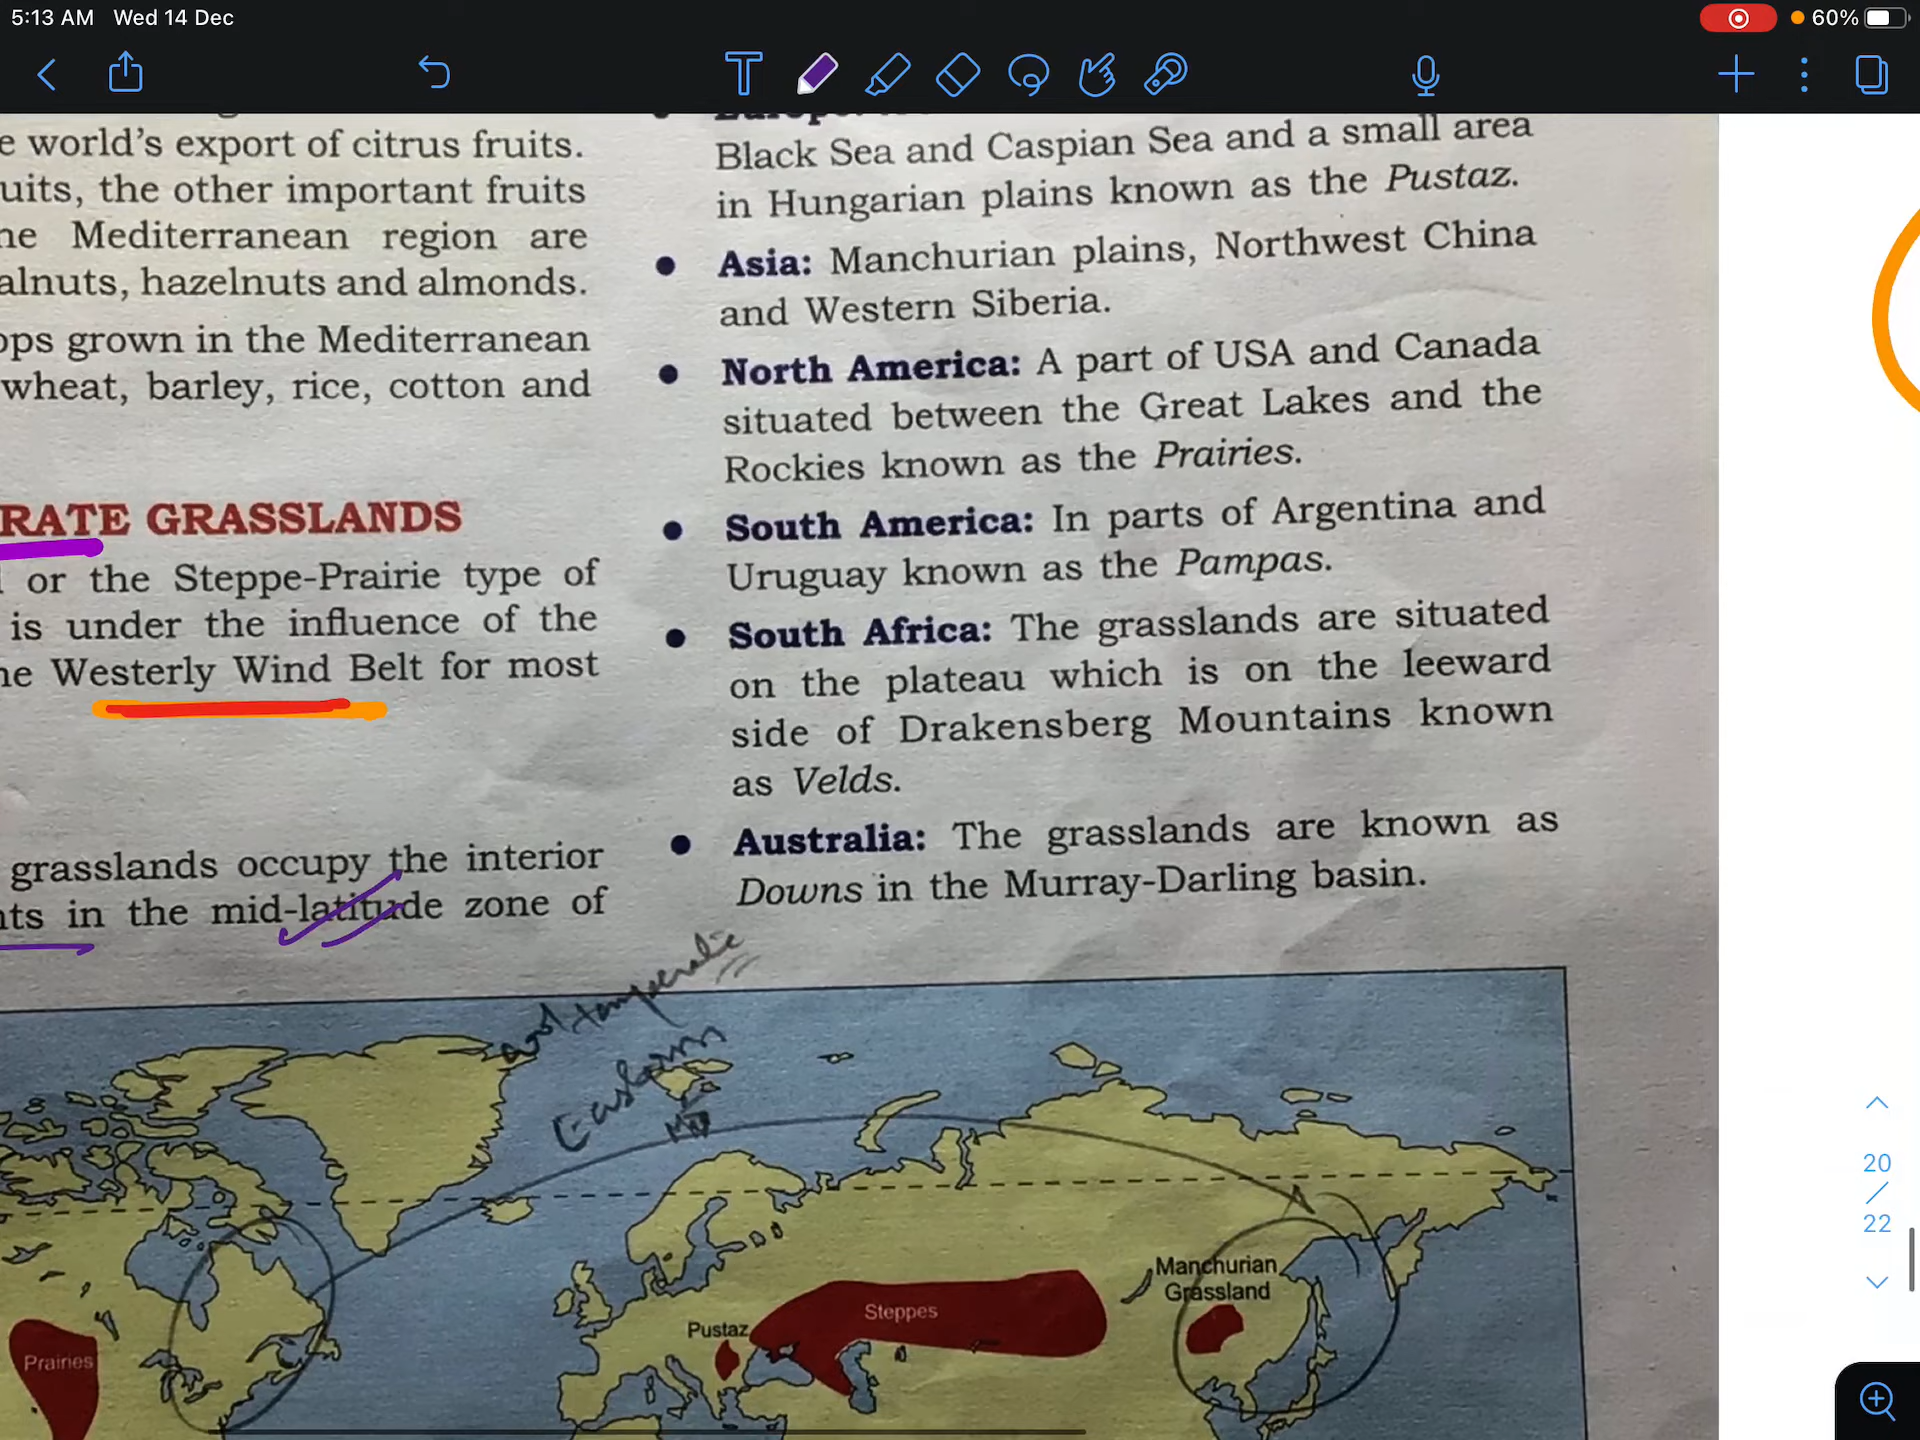 5:13 AM Wed 14 Dec
60%
e world's export of citrus fruits.
uits, the other important fruits
ne Mediterranean region are
alnuts, hazelnuts and almonds.
ops grown in the Mediterranean
wheat, barley, rice, cotton and
RATE GRASSLANDS
or the Steppe-Prairie type of
is under the influence of the
ne Westerly Wind Belt for most
grasslands occupy the interior
nts in the mid-latitude zone of
Black Sea and Caspian Sea and a small area
in Hungarian plains known as the Pustaz.
• Asia: Manchurian plains, Northwest China
and Western Siberia.
• North America: A part of USA and Canada
situated between the Great Lakes and the
Rockies known as the Prairies.
• South America: In parts of Argentina and
Uruguay known as the Pampas.
• South Africa: The grasslands are situated
on the plateau which is on the leeward
side of Drakensberg Mountains known
as Velds.
• Australia: The grasslands are known as
Downs in the Murray-Darling basin.
cool temperate
Eastern
Manchurian
Grassland
Steppes
Pustaz
Prairies
20
/
22